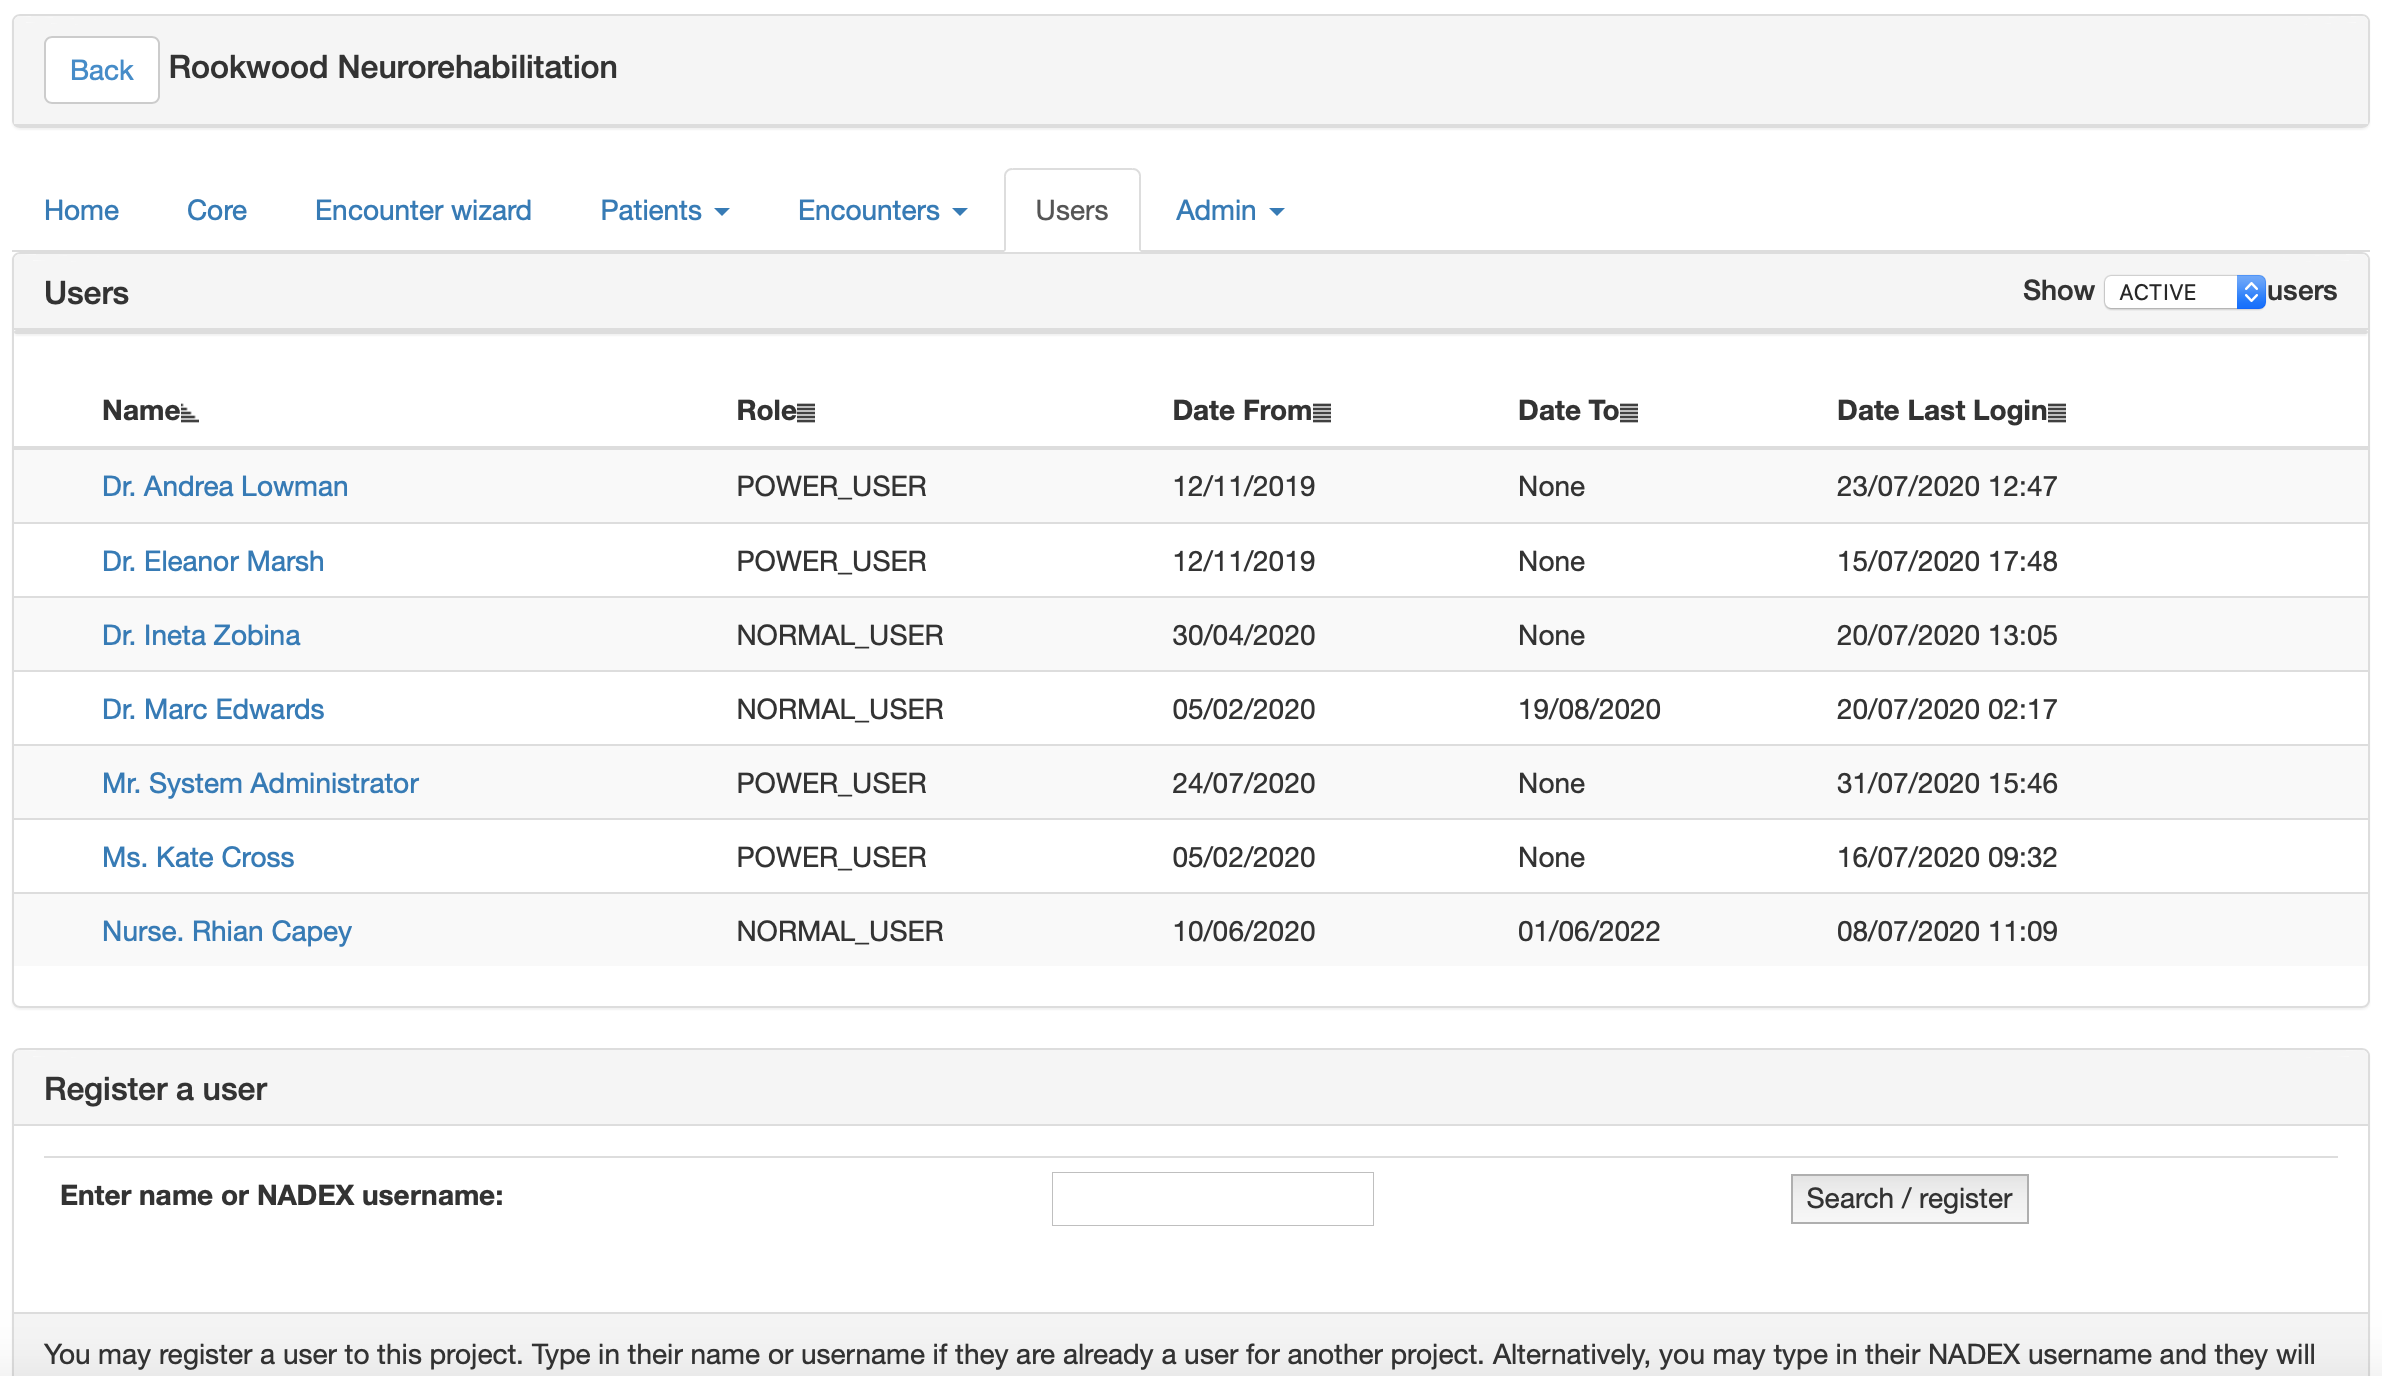 Back Rookwood Neurorehabilitation
Home Core Encounter wizard Patients Encounters Users Admin
Users Show ACTIVE users
Name Role Date From Date To Date Last Login
Dr. Andrea Lowman POWER_USER 12/11/2019 None 23/07/2020 12:47
Dr. Eleanor Marsh POWER_USER 12/11/2019 None 15/07/2020 17:48
Dr. Ineta Zobina NORMAL_USER 30/04/2020 None 20/07/2020 13:05
Dr. Marc Edwards NORMAL_USER 05/02/2020 19/08/2020 20/07/2020 02:17
Mr. System Administrator POWER_USER 24/07/2020 None 31/07/2020 15:46
Ms. Kate Cross POWER_USER 05/02/2020 None 16/07/2020 09:32
Nurse. Rhian Capey NORMAL_USER 10/06/2020 01/06/2022 08/07/2020 11:09
Register a user
Enter name or NADEX username: Search / register
You may register a user to this project. Type in their name or username if they are already a user for another project. Alternatively, you may type in their NADEX username and they will